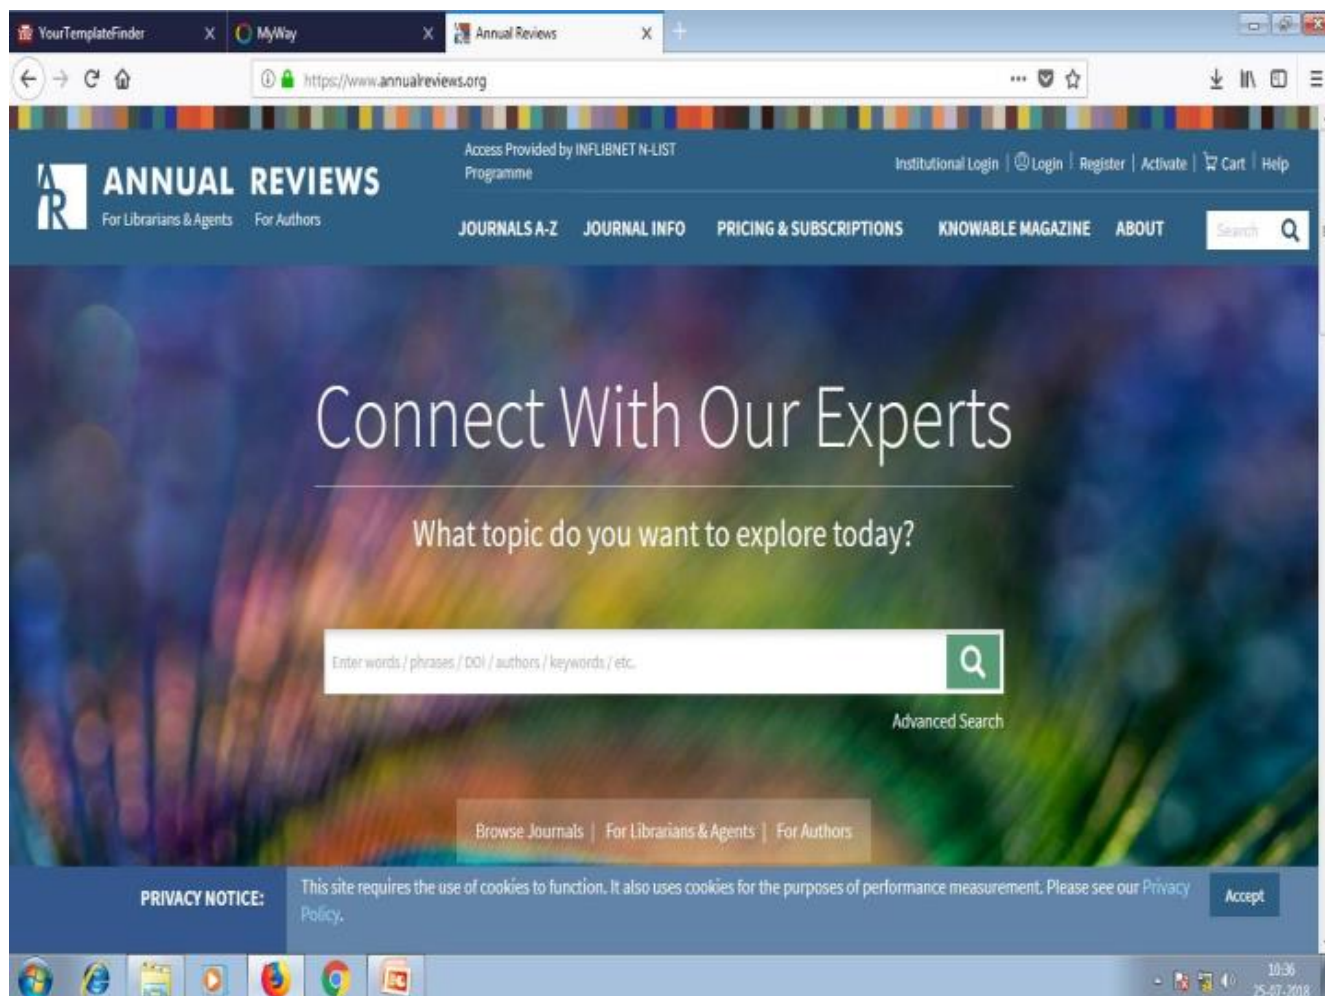 YourTemplateFinder X MyWay X Annual Reviews X +
https://www.annualreviews.org
AR ANNUAL REVIEWS
For Librarians & Agents For Authors
Access Provided by INFLIBNET N-LIST
Programme
Institutional Login | Login | Register | Activate | Cart | Help
JOURNALS A-Z JOURNAL INFO PRICING & SUBSCRIPTIONS KNOWABLE MAGAZINE ABOUT Search
Connect With Our Experts
What topic do you want to explore today?
Enter words / phrases / DOI / authors / keywords / etc.
Advanced Search
Browse Journals | For Librarians & Agents | For Authors
PRIVACY NOTICE:
This site requires the use of cookies to function. It also uses cookies for the purposes of performance measurement. Please see our Privacy
Policy.
Accept
10:36
25-07-2018